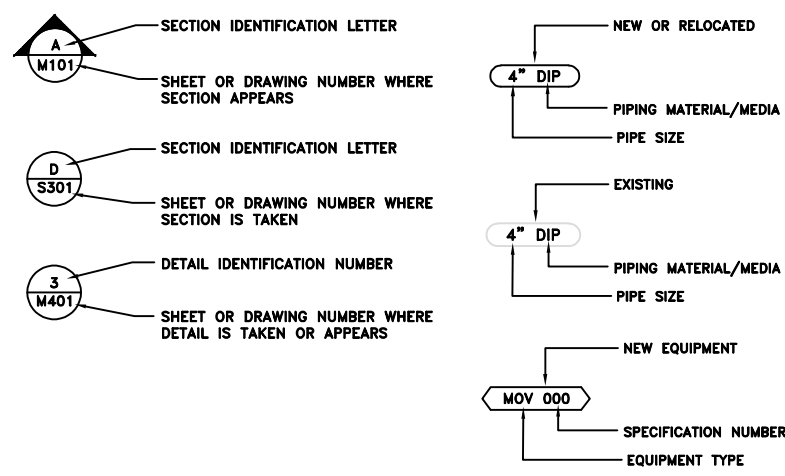 SECTION IDENTIFICATION LETTER
A
M101
SHEET OR DRAWING NUMBER WHERE
SECTION APPEARS
SECTION IDENTIFICATION LETTER
D
S301
SHEET OR DRAWING NUMBER WHERE
SECTION IS TAKEN
DETAIL IDENTIFICATION NUMBER
3
M401
SHEET OR DRAWING NUMBER WHERE
DETAIL IS TAKEN OR APPEARS
NEW OR RELOCATED
4" DIP
PIPING MATERIAL/MEDIA
PIPE SIZE
EXISTING
4" DIP
PIPING MATERIAL/MEDIA
PIPE SIZE
NEW EQUIPMENT
MOV 000
SPECIFICATION NUMBER
EQUIPMENT TYPE